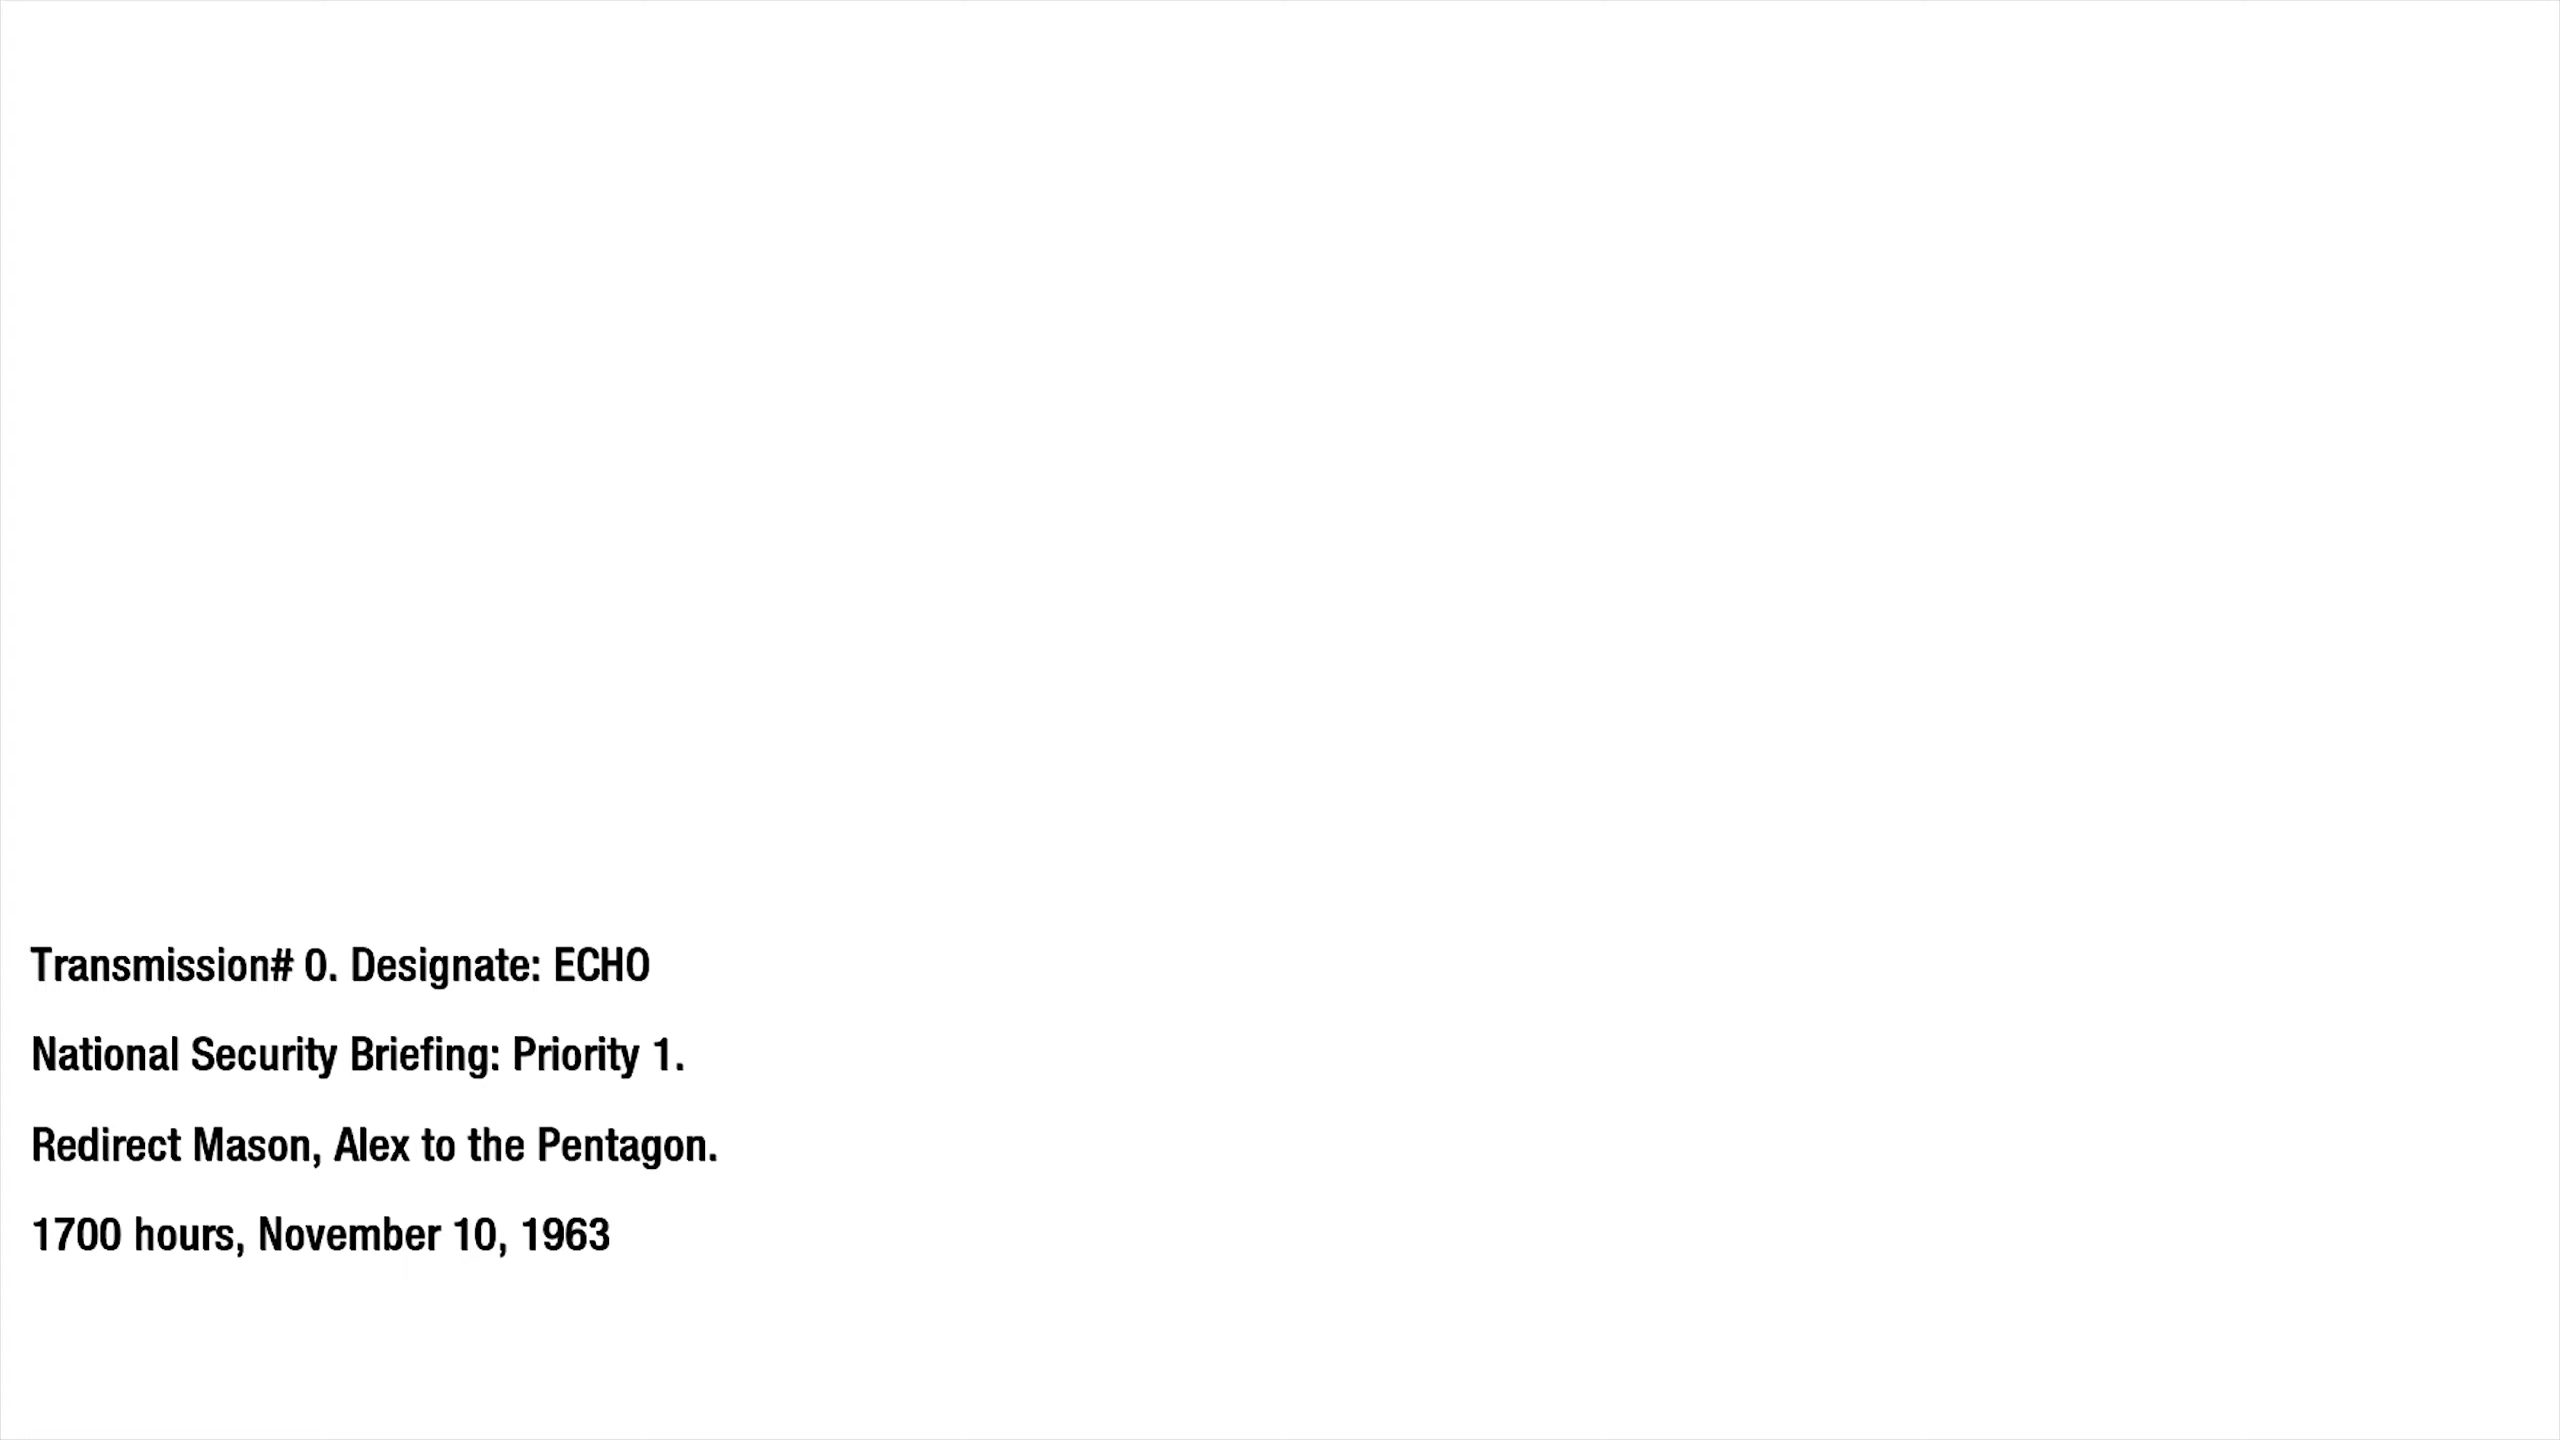 Transmission# 0. Designate: ECHO
National Security Briefing: Priority 1.
Redirect Mason, Alex to the Pentagon.
1700 hours, November 10, 1963